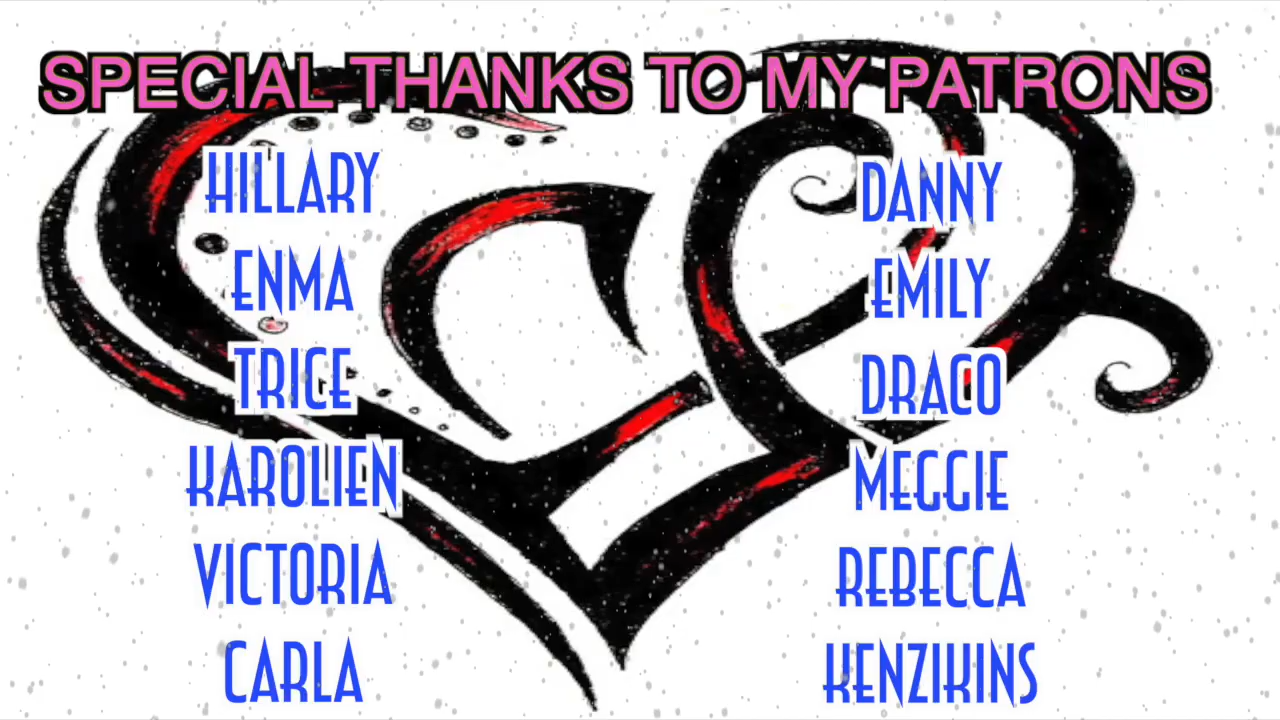 SPECIAL THANKS TO MY PATRONS
HILLARY
ENMA
TRICE
KAROLIEN
VICTORIA
CARLA
DANNY
EMILY
DRACO
MEGGIE
REBECCA
KENZIKINS